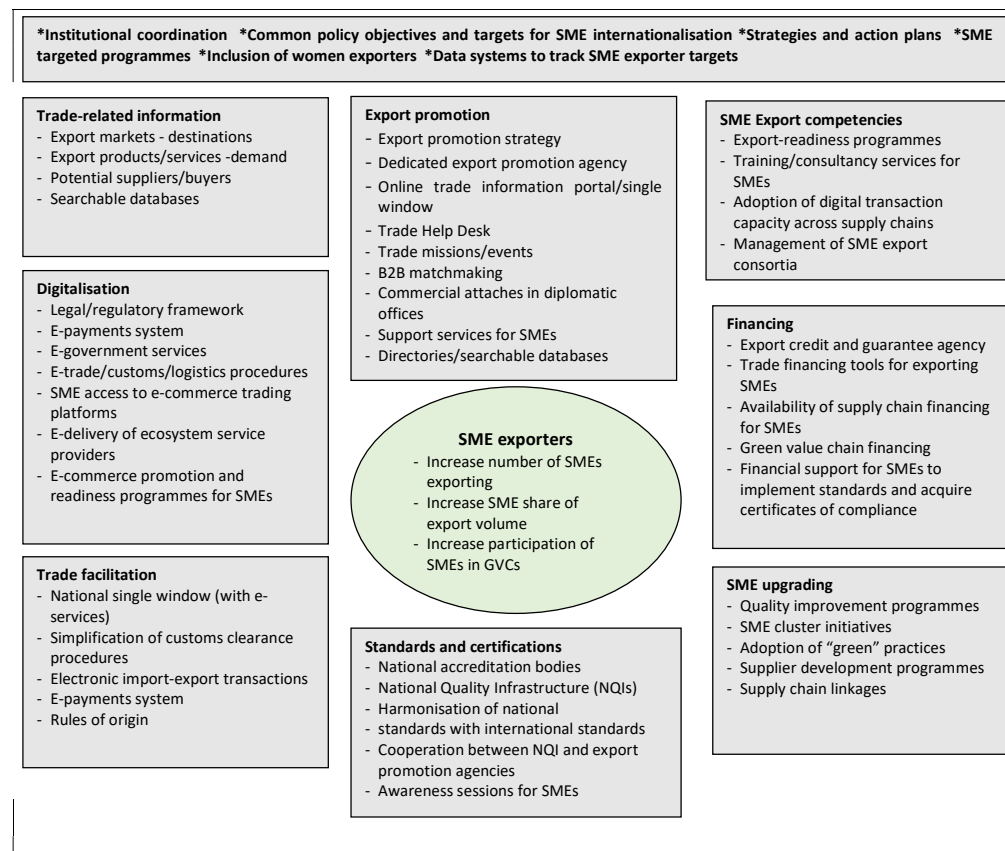 *Institutional coordination *Common policy objectives and targets for SME internationalisation *Strategies and action plans *SME
targeted programmes *Inclusion of women exporters *Data systems to track SME exporter targets
Trade-related information
- Export markets - destinations
- Export products/services -demand
- Potential suppliers/buyers
- Searchable databases
Digitalisation
- Legal/regulatory framework
- E-payments system
- E-government services
- E-trade/customs/logistics procedures
- SME access to e-commerce trading
platforms
- E-delivery of ecosystem service
providers
- E-commerce promotion and
readiness programmes for SMEs
Trade facilitation
- National single window (with e-
services)
- Simplification of customs clearance
procedures
- Electronic import-export transactions
- E-payments system
- Rules of origin
Export promotion
- Export promotion strategy
- Dedicated export promotion agency
- Online trade information portal/single
window
- Trade Help Desk
- Trade missions/events
- B2B matchmaking
- Commercial attaches in diplomatic
offices
- Support services for SMEs
- Directories/searchable databases
SME exporters
- Increase number of SMEs
exporting
- Increase SME share of
export volume
- Increase participation of
SMEs in GVCs
Standards and certifications
- National accreditation bodies
- National Quality Infrastructure (NQIs)
- Harmonisation of national
- standards with international standards
- Cooperation between NQI and export
promotion agencies
- Awareness sessions for SMEs
SME Export competencies
- Export-readiness programmes
- Training/consultancy services for
SMEs
- Adoption of digital transaction
capacity across supply chains
- Management of SME export
consortia
Financing
- Export credit and guarantee agency
- Trade financing tools for exporting
SMEs
- Availability of supply chain financing
for SMEs
- Green value chain financing
- Financial support for SMEs to
implement standards and acquire
certificates of compliance
SME upgrading
- Quality improvement programmes
- SME cluster initiatives
- Adoption of “green” practices
- Supplier development programmes
- Supply chain linkages